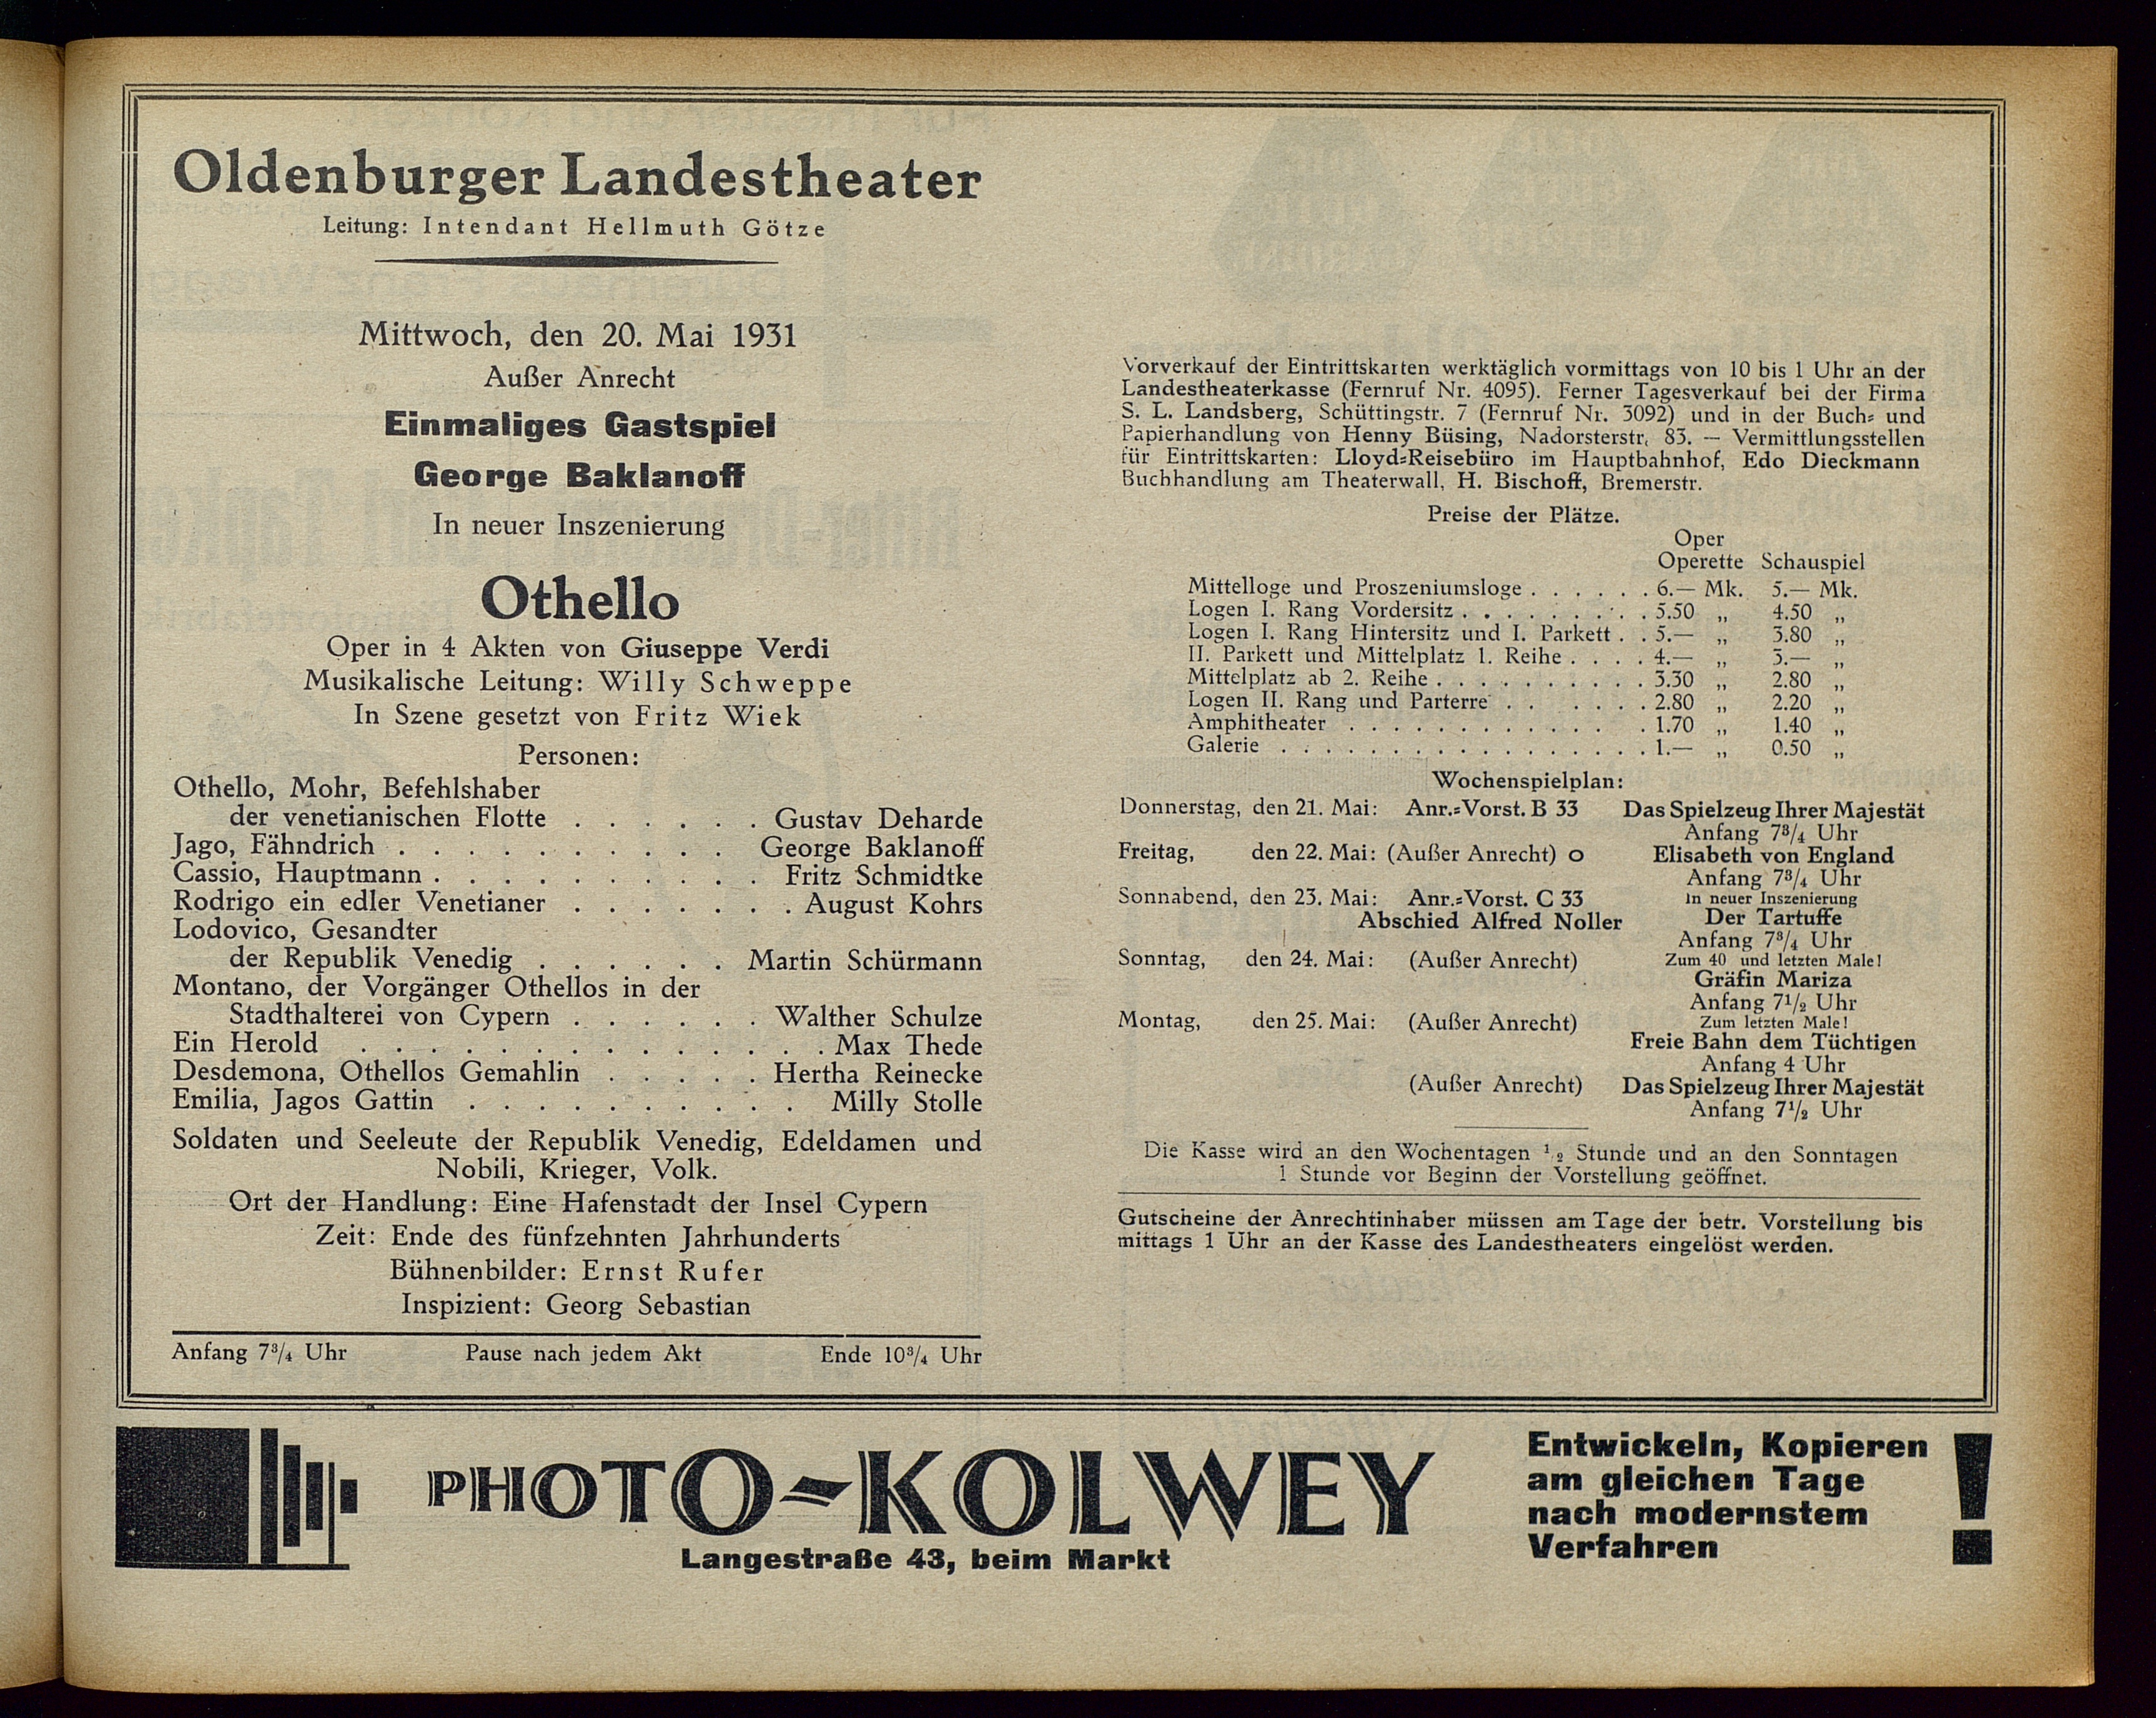 Oldenburger Landestheater
Leitung: Intendant Hellmuth Götze
Mittwoch, den 20. Mai 1931
Außer Anrecht
Einmaliges Gastspiel
George Baklanoff
In neuer Inszenierung
Othello
Oper in 4 Akten von Giuseppe Verdi
Musikalische Leitung: Willy Schweppe
In Szene gesetzt von Fritz Wiek
Personen:
Othello, Mohr, Befehlshaber
der venetianischen Flotte . . . . . . Gustav Deharde
Jago, Fähndrich . . . . . . . . . . George Baklanoff
Cassio, Hauptmann . . . . . . . . . . Fritz Schmidtke
Rodrigo ein edler Venetianer . . . . . . . August Kohrs
Lodovico, Gesandter
der Republik Venedig . . . . . . Martin Schürmann
Montano, der Vorgänger Othellos in der
Stadthalterei von Cypern . . . . . . Walther Schulze
Ein Herold . . . . . . . . . . . . . . Max Thede
Desdemona, Othellos Gemahlin . . . . . Hertha Reinecke
Emilia, Jagos Gattin . . . . . . . . . . Milly Stolle
Soldaten und Seeleute der Republik Venedig, Edeldamen und
Nobili, Krieger, Volk.
Ort der Handlung: Eine Hafenstadt der Insel Cypern
Zeit: Ende des fünfzehnten Jahrhunderts
Bühnenbilder: Ernst Rufer
Inspizient: Georg Sebastian
Anfang 7³/₄ Uhr Pause nach jedem Akt Ende 10³/₄ Uhr
Vorverkauf der Eintrittskarten werktäglich vormittags von 10 bis 1 Uhr an der
Landestheaterkasse (Fernruf Nr. 4095). Ferner Tagesverkauf bei der Firma
S. L. Landsberg, Schüttingstr. 7 (Fernruf Nr. 3092) und in der Buch= und
Papierhandlung von Henny Büsing, Nadorsterstr. 83. — Vermittlungsstellen
für Eintrittskarten: Lloyd=Reisebüro im Hauptbahnhof, Edo Dieckmann
Buchhandlung am Theaterwall, H. Bischoff, Bremerstr.
Preise der Plätze.
Oper
Operette Schauspiel
Mittelloge und Proszeniumsloge . . . . . . 6.— Mk. 5.— Mk.
Logen I. Rang Vordersitz . . . . . . . . . 5.50 „ 4.50 „
Logen I. Rang Hintersitz und I. Parkett . . 5.— „ 3.80 „
II. Parkett und Mittelplatz 1. Reihe . . . . 4.— „ 3.— „
Mittelplatz ab 2. Reihe . . . . . . . . . . 3.30 „ 2.80 „
Logen II. Rang und Parterre . . . . . . 2.80 „ 2.20 „
Amphitheater . . . . . . . . . . . . . 1.70 „ 1.40 „
Galerie . . . . . . . . . . . . . . . . . 1.— „ 0.50 „
Wochenspielplan:
Donnerstag, den 21. Mai: Anr.=Vorst. B 33 Das Spielzeug Ihrer Majestät
Anfang 7³/₄ Uhr
Freitag, den 22. Mai: (Außer Anrecht) o Elisabeth von England
Anfang 7³/₄ Uhr
Sonnabend, den 23. Mai: Anr.=Vorst. C 33 In neuer Inszenierung
Abschied Alfred Noller Der Tartuffe
Anfang 7³/₄ Uhr
Sonntag, den 24. Mai: (Außer Anrecht) Zum 40 und letzten Male!
Gräfin Mariza
Anfang 7¹/₂ Uhr
Montag, den 25. Mai: (Außer Anrecht) Zum letzten Male!
Freie Bahn dem Tüchtigen
Anfang 4 Uhr
(Außer Anrecht) Das Spielzeug Ihrer Majestät
Anfang 7¹/₂ Uhr
Die Kasse wird an den Wochentagen ¹/₂ Stunde und an den Sonntagen
1 Stunde vor Beginn der Vorstellung geöffnet.
Gutscheine der Anrechtinhaber müssen am Tage der betr. Vorstellung bis
mittags 1 Uhr an der Kasse des Landestheaters eingelöst werden.
PHOTO=KOLWEY
Langestraße 43, beim Markt
Entwickeln, Kopieren
am gleichen Tage
nach modernstem
Verfahren !